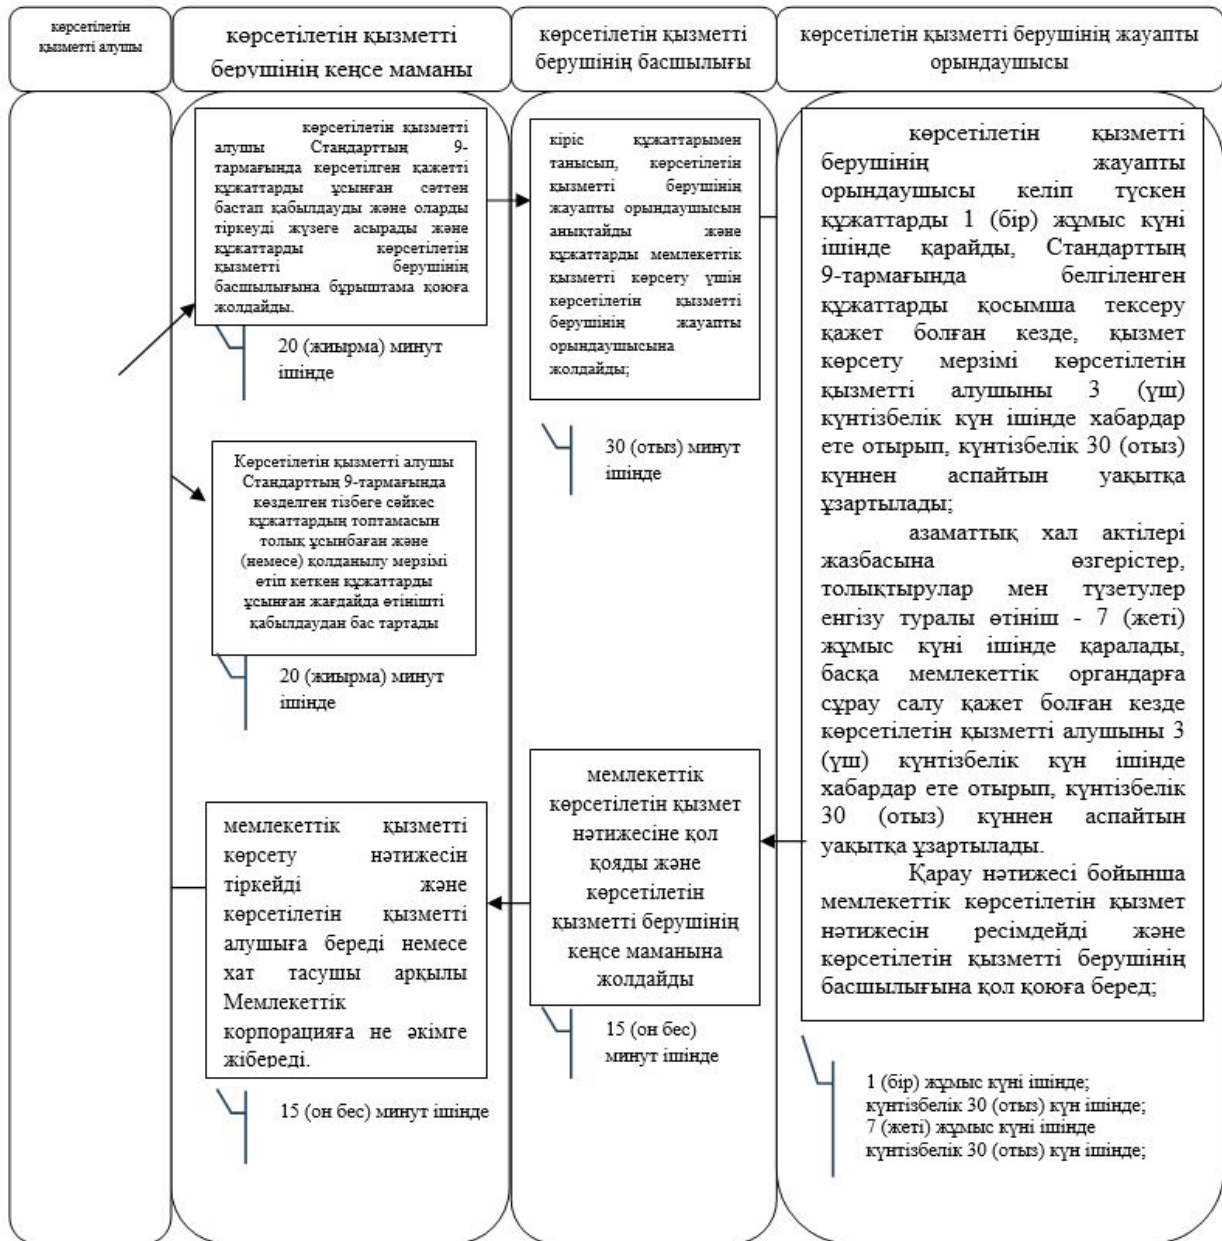 көрсетілетін
қызметті алушы
көрсетілетін қызметті
берушінің кеңсе маманы
көрсетілетін қызметті
берушінің басшылығы
көрсетілетін қызметті берушінің жауапты
орындаушысы
көрсетілетін қызметті
алушы Стандарттың 9-
тармағында көрсетілген қажетті
құжаттарды ұсынған сәттен
бастап қабылдауды және оларды
тіркеуді жүзеге асырады және
құжаттарды көрсетілетін
қызметті берушінің
басшылығына бұрыштама қоюға
жолдайды.
20 (жиырма) минут
ішінде
Көрсетілетін қызметті алушы
Стандарттың 9-тармағында
көзделген тізбеге сәйкес
құжаттардың топтамасын
толық ұсынбаған және
(немесе) қолданылу мерзімі
өтіп кеткен құжаттарды
ұсынған жағдайда өтінішті
қабылдаудан бас тартады
20 (жиырма) минут
ішінде
мемлекеттік қызметті
көрсету нәтижесін
тіркейді және
көрсетілетін қызметті
алушыға береді немесе
хат тасушы арқылы
Мемлекеттік
корпорацияға не әкімге
жібереді.
15 (он бес) минут ішінде
кіріс құжаттарымен
танысып, көрсетілетін
қызметті берушінің
жауапты орындаушысын
анықтайды және
құжаттарды мемлекеттік
қызметті көрсету үшін
көрсетілетін қызметті
берушінің жауапты
орындаушысына
жолдайды;
30 (отыз) минут
ішінде
мемлекеттік
көрсетілетін қызмет
нәтижесіне қол
қояды және
көрсетілетін
қызметті берушінің
кеңсе маманына
жолдайды
15 (он бес)
минут ішінде
көрсетілетін қызметті
берушінің жауапты
орындаушысы келіп түскен
құжаттарды 1 (бір) жұмыс күні
ішінде қарайды, Стандарттың
9-тармағында белгіленген
құжаттарды қосымша тексеру
қажет болған кезде, қызмет
көрсету мерзімі көрсетілетін
қызметті алушыны 3 (үш)
күнтізбелік күн ішінде хабардар
ете отырып, күнтізбелік 30 (отыз)
күннен аспайтын уақытқа
ұзартылады;
азаматтық хал актілері
жазбасына өзгерістер,
толықтырулар мен түзетулер
енгізу туралы өтініш - 7 (жеті)
жұмыс күні ішінде қаралады,
басқа мемлекеттік органдарға
сұрау салу қажет болған кезде
көрсетілетін қызметті алушыны 3
(үш) күнтізбелік күн ішінде
хабардар ете отырып, күнтізбелік
30 (отыз) күннен аспайтын
уақытқа ұзартылады.
Қарау нәтижесі бойынша
мемлекеттік көрсетілетін қызмет
нәтижесін ресімдейді және
көрсетілетін қызметті берушінің
басшылығына қол қоюға беред;
1 (бір) жұмыс күні ішінде;
күнтізбелік 30 (отыз) күн ішінде;
7 (жеті) жұмыс күні ішінде
күнтізбелік 30 (отыз) күн ішінде;